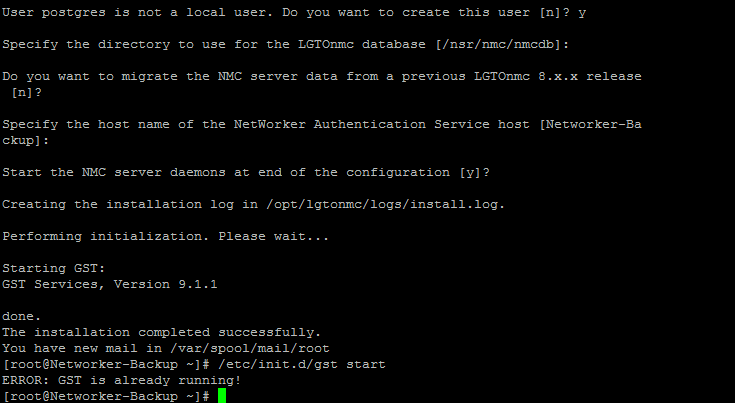 User postgres is not a local user. Do you want to create this user [n]? y
Specify the directory to use for the LGTOnmc database [/nsr/nmc/nmcdb]:
Do you want to migrate the NMC server data from a previous LGTOnmc 8.x.x release
 [n]?
Specify the host name of the NetWorker Authentication Service host [Networker-Ba
ckup]:
Start the NMC server daemons at end of the configuration [y]?
Creating the installation log in /opt/lgtonmc/logs/install.log.
Performing initialization. Please wait...
Starting GST:
GST Services, Version 9.1.1
done.
The installation completed successfully.
You have new mail in /var/spool/mail/root
[root@Networker-Backup ~]# /etc/init.d/gst start
ERROR: GST is already running!
[root@Networker-Backup ~]#